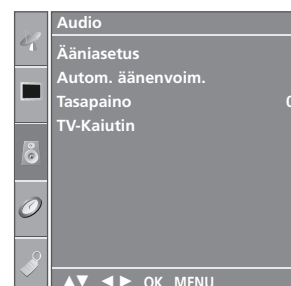 Audio
Ääniasetus
Autom. äänenvoim.
Tasapaino 0
TV-Kaiutin
▲▼ ◄► OK MENU